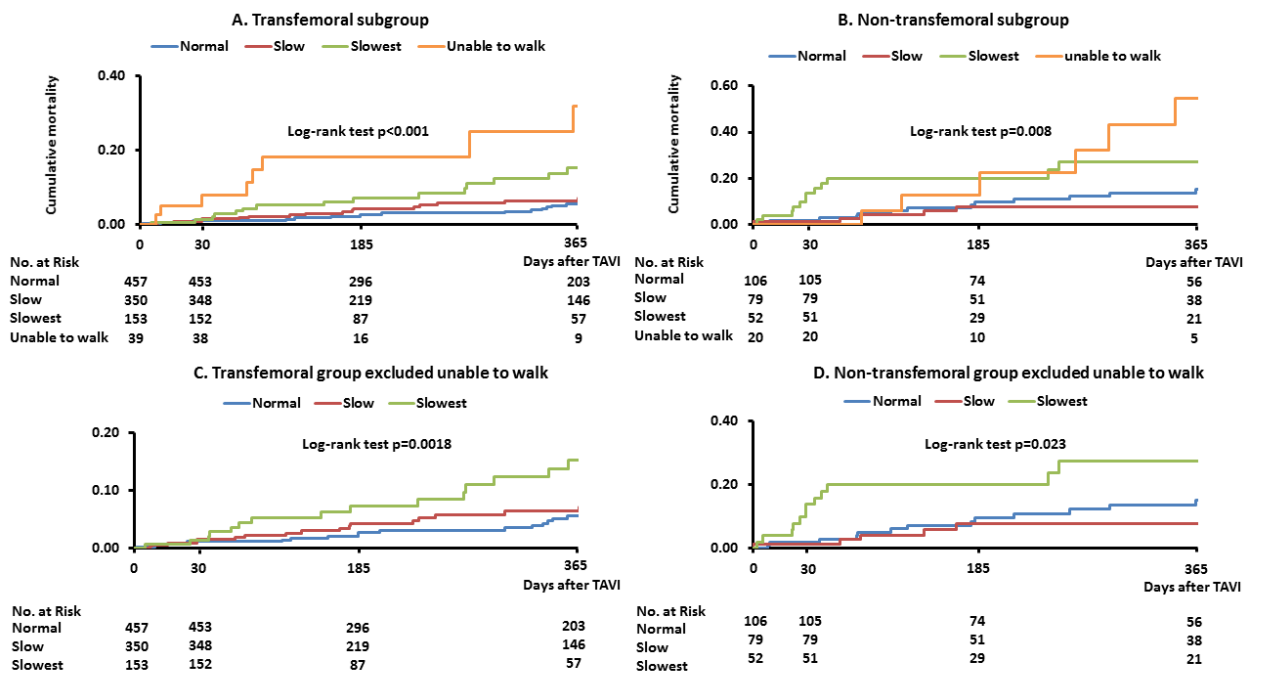 A. Transfemoral subgroup
Normal Slow Slowest Unable to walk
Cumulative mortality
0.40
0.20
0.00
Log-rank test p<0.001
0 30 185 365
Days after TAVI
No. at Risk
Normal 457 453 296 203
Slow 350 348 219 146
Slowest 153 152 87 57
Unable to walk 39 38 16 9
B. Non-transfemoral subgroup
Normal Slow Slowest unable to walk
Cumulative mortality
0.60
0.40
0.20
0.00
Log-rank test p=0.008
0 30 185 365
Days after TAVI
No. at Risk
Normal 106 105 74 56
Slow 79 79 51 38
Slowest 52 51 29 21
Unable to walk 20 20 10 5
C. Transfemoral group excluded unable to walk
Normal Slow Slowest
0.20
0.10
0.00
Log-rank test p=0.0018
0 30 185 365
Days after TAVI
No. at Risk
Normal 457 453 296 203
Slow 350 348 219 146
Slowest 153 152 87 57
D. Non-transfemoral group excluded unable to walk
Normal Slow Slowest
0.40
0.20
0.00
Log-rank test p=0.023
0 30 185 365
Days after TAVI
No. at Risk
Normal 106 105 74 56
Slow 79 79 51 38
Slowest 52 51 29 21